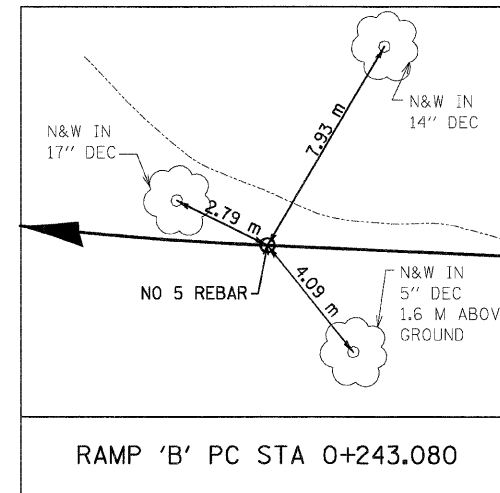 N&W IN
14" DEC
7.93 m
N&W IN
17" DEC
2.79 m
NO 5 REBAR
4.09 m
N&W IN
5" DEC
1.6 M ABOV
GROUND
RAMP 'B' PC STA 0+243.080